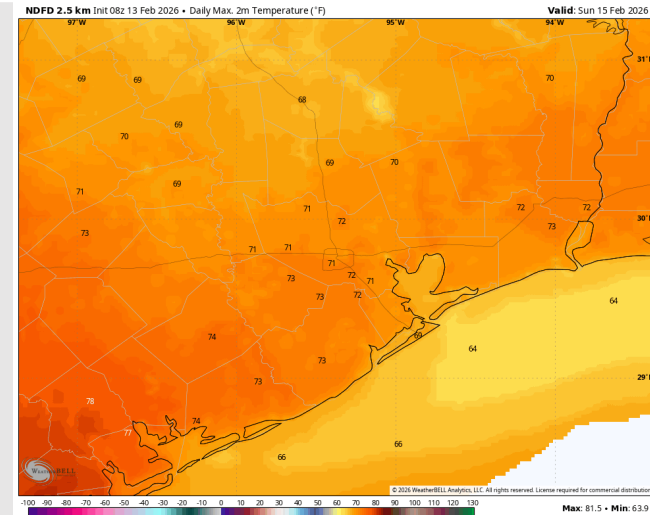 NDFD 2.5 km Init 08z 13 Feb 2026 • Daily Max. 2m Temperature (°F)
Valid: Sun 15 Feb 2026
97°W 96°W 95°W 94°W
31°
69 69 70
68
69
70
69 70
69
71
71 72 72
72
30°
73 73
71 71
71
73 72 71
73 72
64
74 69
64
73
29°
73
78
74
77
66
66
WEATHERBELL
© 2026 WeatherBELL Analytics, LLC. All rights reserved. License required for commercial distribution
-100 -90 -80 -70 -60 -50 -40 -30 -20 -10 0 10 20 30 40 50 60 70 80 90 100 110 120 130
Max: 81.5 • Min: 63.9